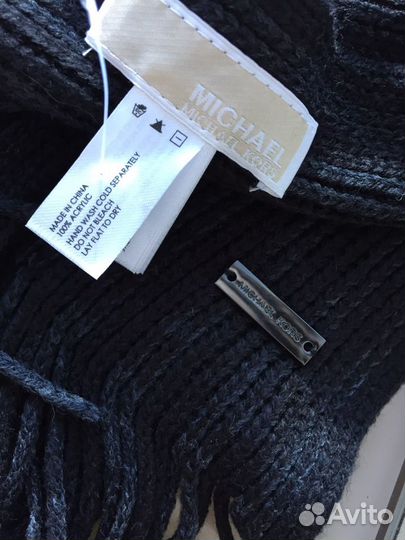 MICHAEL
MICHAEL KORS
MADE IN CHINA
100% ACRYLIC
HAND WASH COLD SEPARATELY
DO NOT BLEACH
LAY FLAT TO DRY
MICHAEL KORS
Avito